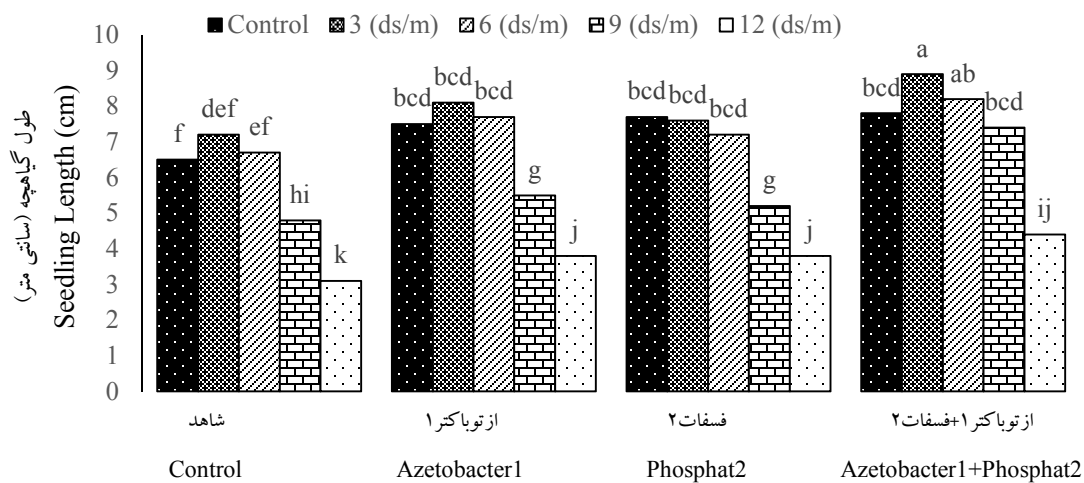 Control 3 (ds/m) 6 (ds/m) 9 (ds/m) 12 (ds/m)
طول گیاهچه (سانتی متر)
Seedling Length (cm)
10
9
8
7
6
5
4
3
2
1
0
f def ef hi k
bcd bcd bcd g j
bcd bcd bcd g j
bcd a ab bcd ij
شاهد ازتوباکتر۱ فسفات۲ ازتوباکتر۱+فسفات۲
Control Azetobacter1 Phosphat2 Azetobacter1+Phosphat2